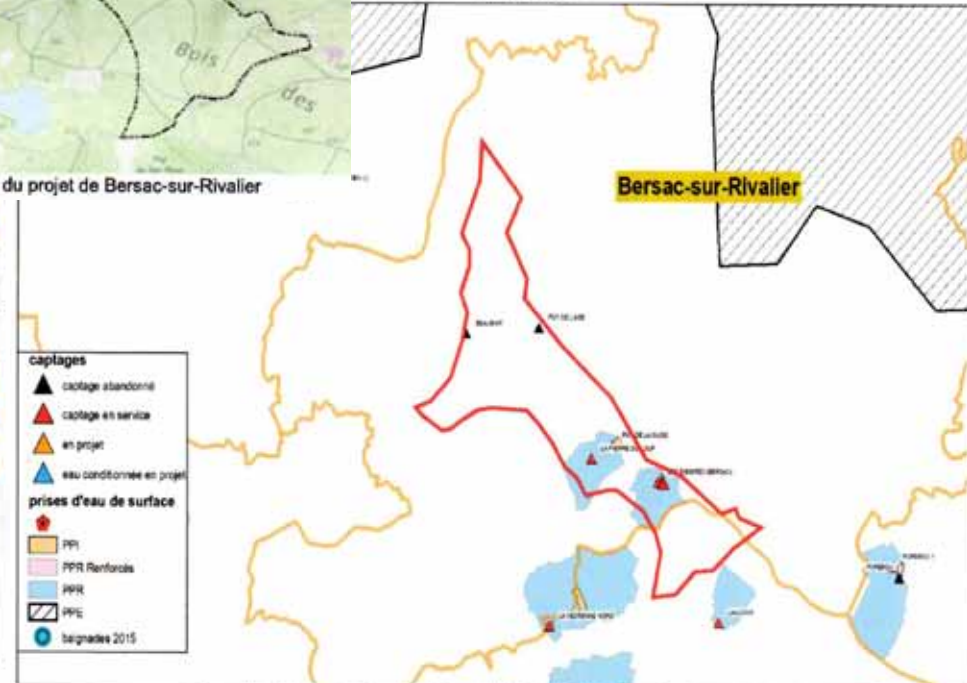 Bois
des
du projet de Bersac-sur-Rivalier
Bersac-sur-Rivalier
captages
captage abandonné
captage en service
en projet
eau conditionnée en projet
prises d'eau de surface
PPI
PPR Renforcés
PPR
PPE
baignades 2015